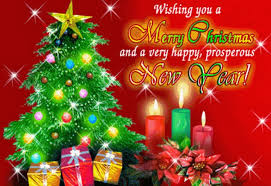 Wishing you a
Merry Christmas
and a very happy, prosperous
New Year!